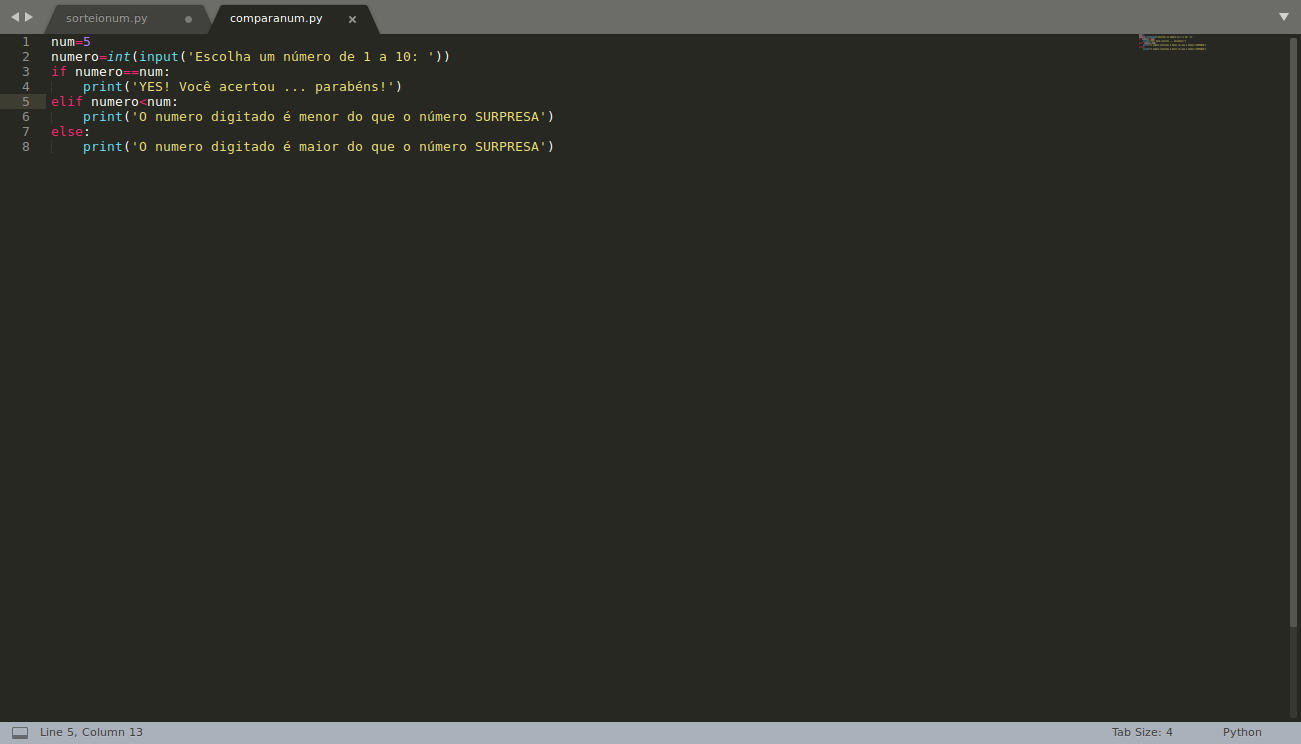 sorteionum.py
comparanum.py
1 num=5
2 numero=int(input('Escolha um número de 1 a 10: '))
3 if numero==num:
4     print('YES! Você acertou ... parabéns!')
5 elif numero<num:
6     print('O numero digitado é menor do que o número SURPRESA')
7 else:
8     print('O numero digitado é maior do que o número SURPRESA')
Line 5, Column 13
Tab Size: 4
Python